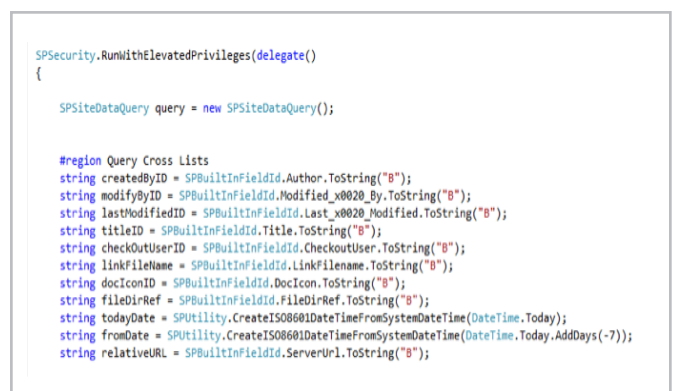 SPSecurity.RunWithElevatedPrivileges(delegate()
{
SPSiteDataQuery query = new SPSiteDataQuery();
#region Query Cross Lists
string createdByID = SPBuiltInFieldId.Author.ToString("B");
string modifyByID = SPBuiltInFieldId.Modified_x0020_By.ToString("B");
string lastModifiedID = SPBuiltInFieldId.Last_x0020_Modified.ToString("B");
string titleID = SPBuiltInFieldId.Title.ToString("B");
string checkOutUserID = SPBuiltInFieldId.CheckoutUser.ToString("B");
string linkFileName = SPBuiltInFieldId.LinkFilename.ToString("B");
string docIconID = SPBuiltInFieldId.DocIcon.ToString("B");
string fileDirRef = SPBuiltInFieldId.FileDirRef.ToString("B");
string todayDate = SPUtility.CreateISO8601DateTimeFromSystemDateTime(DateTime.Today);
string fromDate = SPUtility.CreateISO8601DateTimeFromSystemDateTime(DateTime.Today.AddDays(-7));
string relativeURL = SPBuiltInFieldId.ServerUrl.ToString("B");